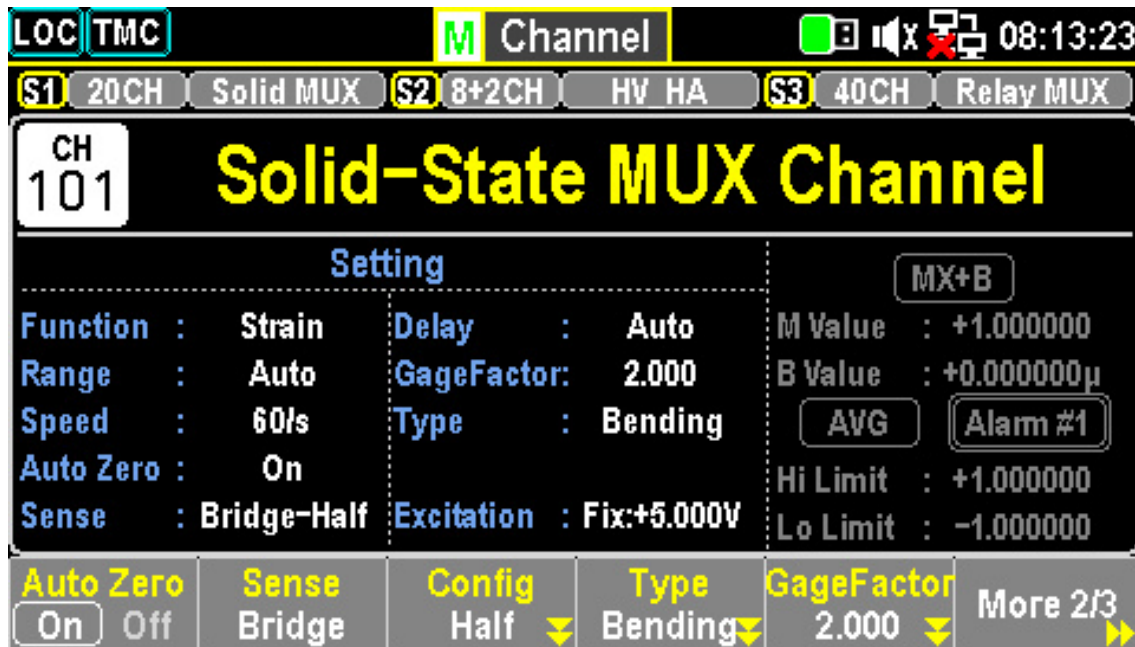 LOC TMC M Channel x 08:13:23
S1 20CH Solid MUX S2 8+2CH HV HA S3 40CH Relay MUX
CH
101
Solid-State MUX Channel
Setting
Function : Strain
Range : Auto
Speed : 60/s
Auto Zero : On
Sense : Bridge-Half
Delay : Auto
GageFactor: 2.000
Type : Bending
Excitation : Fix:+5.000V
MX+B
M Value : +1.000000
B Value : +0.000000µ
AVG Alarm #1
Hi Limit : +1.000000
Lo Limit : -1.000000
Auto Zero
On Off
Sense
Bridge
Config
Half
Type
Bending
GageFactor
2.000
More 2/3